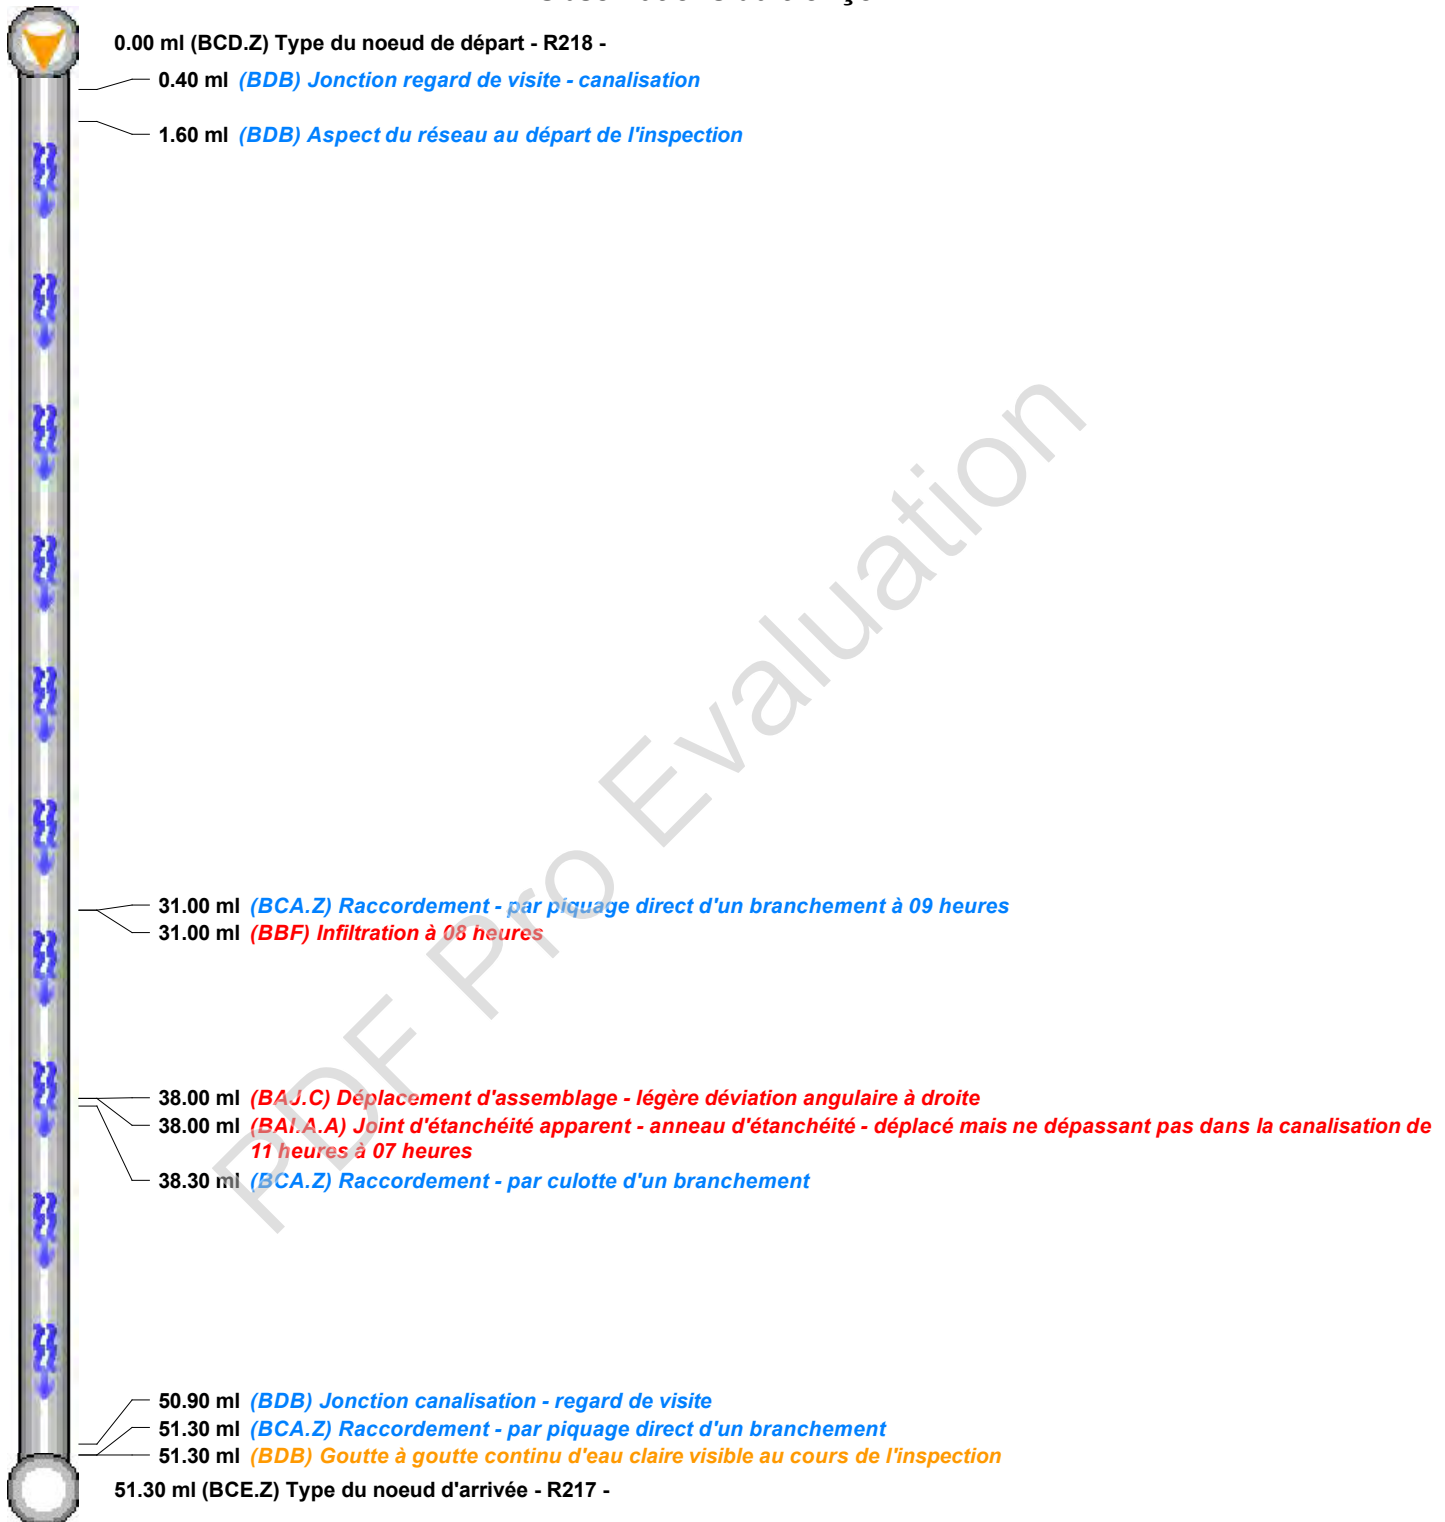 0.00 ml (BCD.Z) Type du noeud de départ - R218 -
0.40 ml (BDB) Jonction regard de visite - canalisation
1.60 ml (BDB) Aspect du réseau au départ de l'inspection
31.00 ml (BCA.Z) Raccordement - par piquage direct d'un branchement à 09 heures
31.00 ml (BBF) Infiltration à 08 heures
38.00 ml (BAJ.C) Déplacement d'assemblage - légère déviation angulaire à droite
38.00 ml (BAI.A.A) Joint d'étanchéité apparent - anneau d'étanchéité - déplacé mais ne dépassant pas dans la canalisation de
11 heures à 07 heures
38.30 ml (BCA.Z) Raccordement - par culotte d'un branchement
50.90 ml (BDB) Jonction canalisation - regard de visite
51.30 ml (BCA.Z) Raccordement - par piquage direct d'un branchement
51.30 ml (BDB) Goutte à goutte continu d'eau claire visible au cours de l'inspection
51.30 ml (BCE.Z) Type du noeud d'arrivée - R217 -
PDF Pro Evaluation